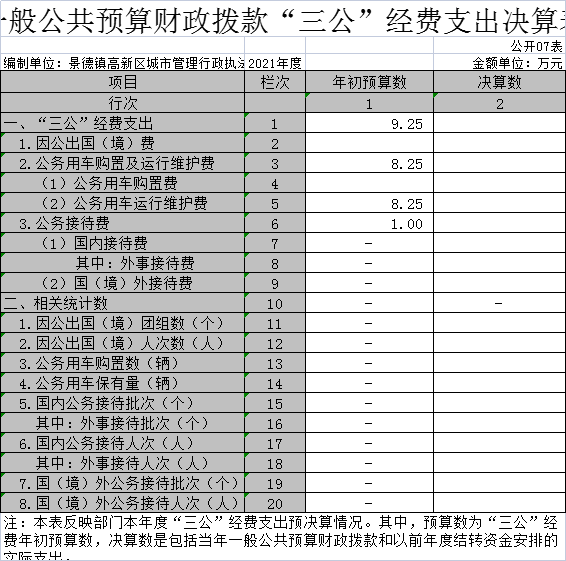 一般公共预算财政拨款“三公”经费支出决算表
公开07表
编制单位：景德镇高新区城市管理行政执法 2021年度 金额单位：万元
项目 栏次 年初预算数 决算数
行次 1 2
一、“三公”经费支出 1 9.25
1.因公出国（境）费 2
2.公务用车购置及运行维护费 3 8.25
（1）公务用车购置费 4
（2）公务用车运行维护费 5 8.25
3.公务接待费 6 1.00
（1）国内接待费 7 -
其中：外事接待费 8 -
（2）国（境）外接待费 9 -
二、相关统计数 10 - -
1.因公出国（境）团组数（个） 11 -
2.因公出国（境）人次数（人） 12 -
3.公务用车购置数（辆） 13 -
4.公务用车保有量（辆） 14 -
5.国内公务接待批次（个） 15 -
其中：外事接待批次（个） 16 -
6.国内公务接待人次（人） 17 -
其中：外事接待人次（人） 18 -
7.国（境）外公务接待批次（个） 19 -
8.国（境）外公务接待人次（人） 20 -
注：本表反映部门本年度“三公”经费支出预决算情况。其中，预算数为“三公”经
费年初预算数，决算数是包括当年一般公共预算财政拨款和以前年度结转资金安排的
实际支出。